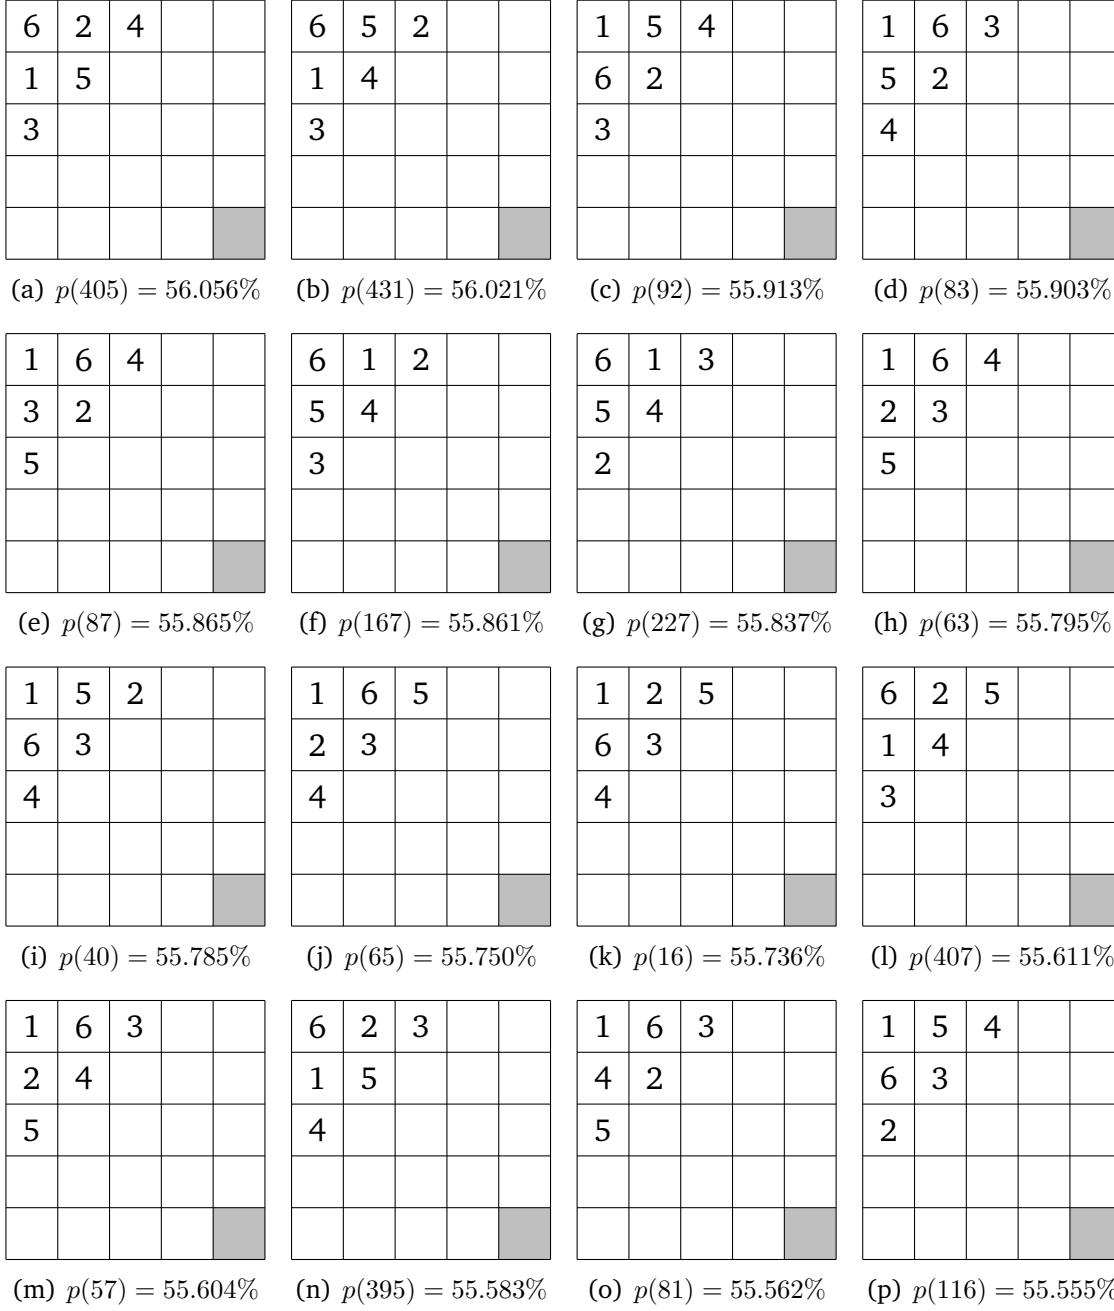 6 2 4 6 5 2 1 5 4 1 6 3
1 5 1 4 6 2 5 2
3 3 3 4
(a) p(405) = 56.056% (b) p(431) = 56.021% (c) p(92) = 55.913% (d) p(83) = 55.903%
1 6 4 6 1 2 6 1 3 1 6 4
3 2 5 4 5 4 2 3
5 3 2 5
(e) p(87) = 55.865% (f) p(167) = 55.861% (g) p(227) = 55.837% (h) p(63) = 55.795%
1 5 2 1 6 5 1 2 5 6 2 5
6 3 2 3 6 3 1 4
4 4 4 3
(i) p(40) = 55.785% (j) p(65) = 55.750% (k) p(16) = 55.736% (l) p(407) = 55.611%
1 6 3 6 2 3 1 6 3 1 5 4
2 4 1 5 4 2 6 3
5 4 5 2
(m) p(57) = 55.604% (n) p(395) = 55.583% (o) p(81) = 55.562% (p) p(116) = 55.555%